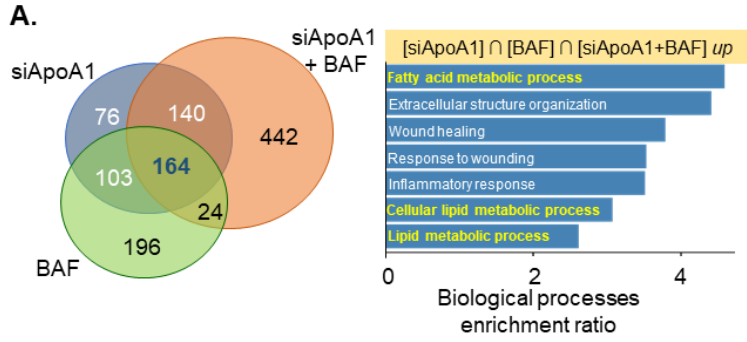 A.
siApoA1
siApoA1
+ BAF
76
140
442
164
103
24
196
BAF
[siApoA1] ∩ [BAF] ∩ [siApoA1+BAF] up
Fatty acid metabolic process
Extracellular structure organization
Wound healing
Response to wounding
Inflammatory response
Cellular lipid metabolic process
Lipid metabolic process
0 2 4
Biological processes
enrichment ratio